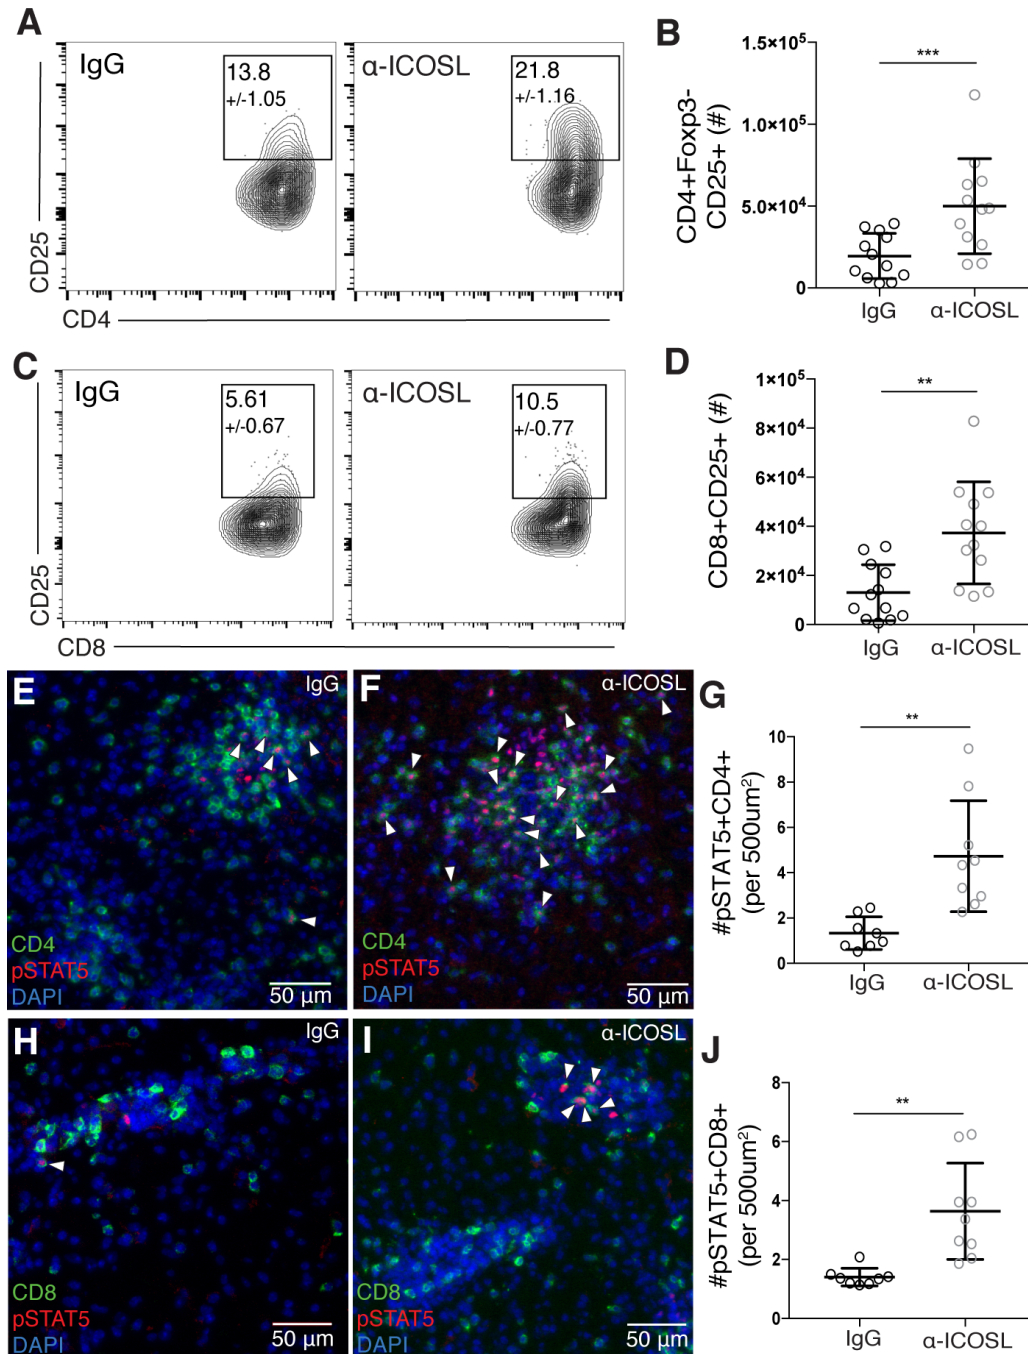 A
IgG
13.8
+/-1.05
α-ICOSL
21.8
+/-1.16
CD25
CD4
B
***
1.5×10⁵
1.0×10⁵
5.0×10⁴
0
CD4+Foxp3-
CD25+ (#)
IgG
α-ICOSL
C
IgG
5.61
+/-0.67
α-ICOSL
10.5
+/-0.77
CD25
CD8
D
**
1×10⁵
8×10⁴
6×10⁴
4×10⁴
2×10⁴
0
CD8+CD25+ (#)
IgG
α-ICOSL
E
IgG
CD4
pSTAT5
DAPI
50 µm
F
α-ICOSL
CD4
pSTAT5
DAPI
50 µm
G
**
10
8
6
4
2
0
#pSTAT5+CD4+
(per 500um²)
IgG
α-ICOSL
H
IgG
CD8
pSTAT5
DAPI
50 µm
I
α-ICOSL
CD8
pSTAT5
DAPI
50 µm
J
**
8
6
4
2
0
#pSTAT5+CD8+
(per 500um²)
IgG
α-ICOSL